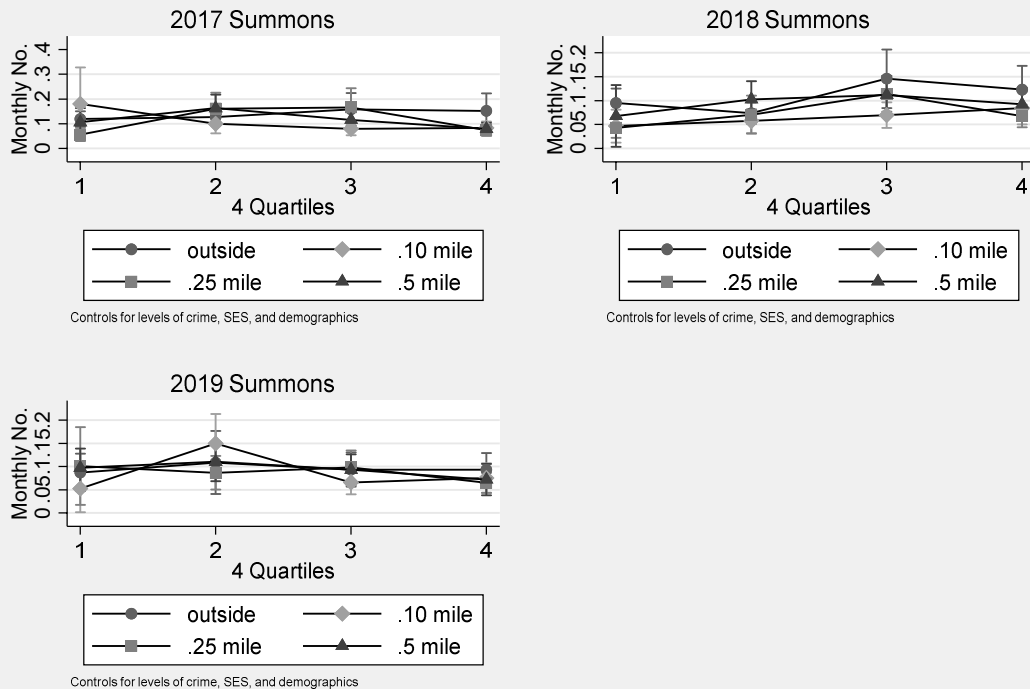 2017 Summons
Monthly No.
0 .1 .2 .3 .4
1 2 3 4
4 Quartiles
outside .10 mile
.25 mile .5 mile
Controls for levels of crime, SES, and demographics
2018 Summons
Monthly No.
0 .05 .1 .15 .2
1 2 3 4
4 Quartiles
outside .10 mile
.25 mile .5 mile
Controls for levels of crime, SES, and demographics
2019 Summons
Monthly No.
0 .05 .1 .15 .2
1 2 3 4
4 Quartiles
outside .10 mile
.25 mile .5 mile
Controls for levels of crime, SES, and demographics